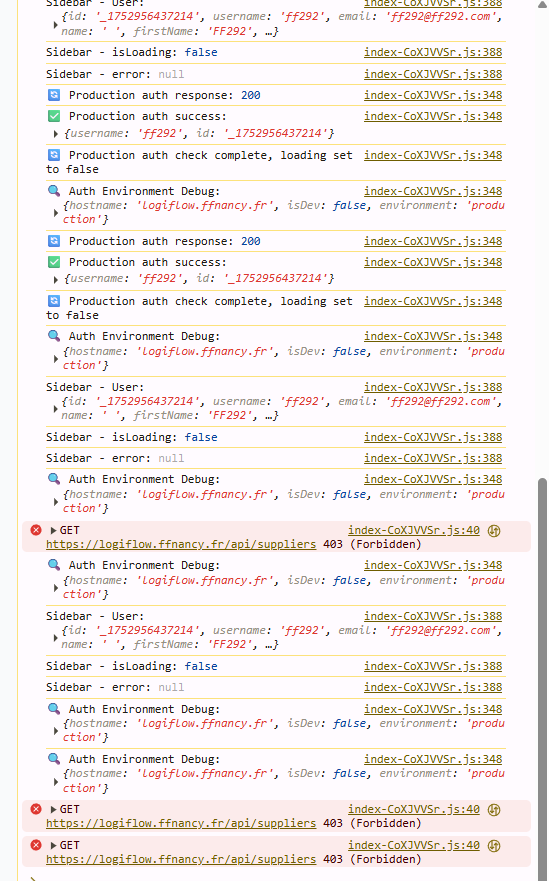 Sidebar - User: index-CoXJVVSr.js:388
{id: '_1752956437214', username: 'ff292', email: 'ff292@ff292.com',
name: ' ', firstName: 'FF292', …}
Sidebar - isLoading: false index-CoXJVVSr.js:388
Sidebar - error: null index-CoXJVVSr.js:388
Production auth response: 200 index-CoXJVVSr.js:348
Production auth success: index-CoXJVVSr.js:348
{username: 'ff292', id: '_1752956437214'}
Production auth check complete, loading set index-CoXJVVSr.js:348
to false
Auth Environment Debug: index-CoXJVVSr.js:348
{hostname: 'logiflow.ffnancy.fr', isDev: false, environment: 'produ
ction'}
Production auth response: 200 index-CoXJVVSr.js:348
Production auth success: index-CoXJVVSr.js:348
{username: 'ff292', id: '_1752956437214'}
Production auth check complete, loading set index-CoXJVVSr.js:348
to false
Auth Environment Debug: index-CoXJVVSr.js:348
{hostname: 'logiflow.ffnancy.fr', isDev: false, environment: 'produ
ction'}
Sidebar - User: index-CoXJVVSr.js:388
{id: '_1752956437214', username: 'ff292', email: 'ff292@ff292.com',
name: ' ', firstName: 'FF292', …}
Sidebar - isLoading: false index-CoXJVVSr.js:388
Sidebar - error: null index-CoXJVVSr.js:388
Auth Environment Debug: index-CoXJVVSr.js:348
{hostname: 'logiflow.ffnancy.fr', isDev: false, environment: 'produ
ction'}
GET index-CoXJVVSr.js:40
https://logiflow.ffnancy.fr/api/suppliers 403 (Forbidden)
Auth Environment Debug: index-CoXJVVSr.js:348
{hostname: 'logiflow.ffnancy.fr', isDev: false, environment: 'produ
ction'}
Sidebar - User: index-CoXJVVSr.js:388
{id: '_1752956437214', username: 'ff292', email: 'ff292@ff292.com',
name: ' ', firstName: 'FF292', …}
Sidebar - isLoading: false index-CoXJVVSr.js:388
Sidebar - error: null index-CoXJVVSr.js:388
Auth Environment Debug: index-CoXJVVSr.js:348
{hostname: 'logiflow.ffnancy.fr', isDev: false, environment: 'produ
ction'}
Auth Environment Debug: index-CoXJVVSr.js:348
{hostname: 'logiflow.ffnancy.fr', isDev: false, environment: 'produ
ction'}
GET index-CoXJVVSr.js:40
https://logiflow.ffnancy.fr/api/suppliers 403 (Forbidden)
GET index-CoXJVVSr.js:40
https://logiflow.ffnancy.fr/api/suppliers 403 (Forbidden)